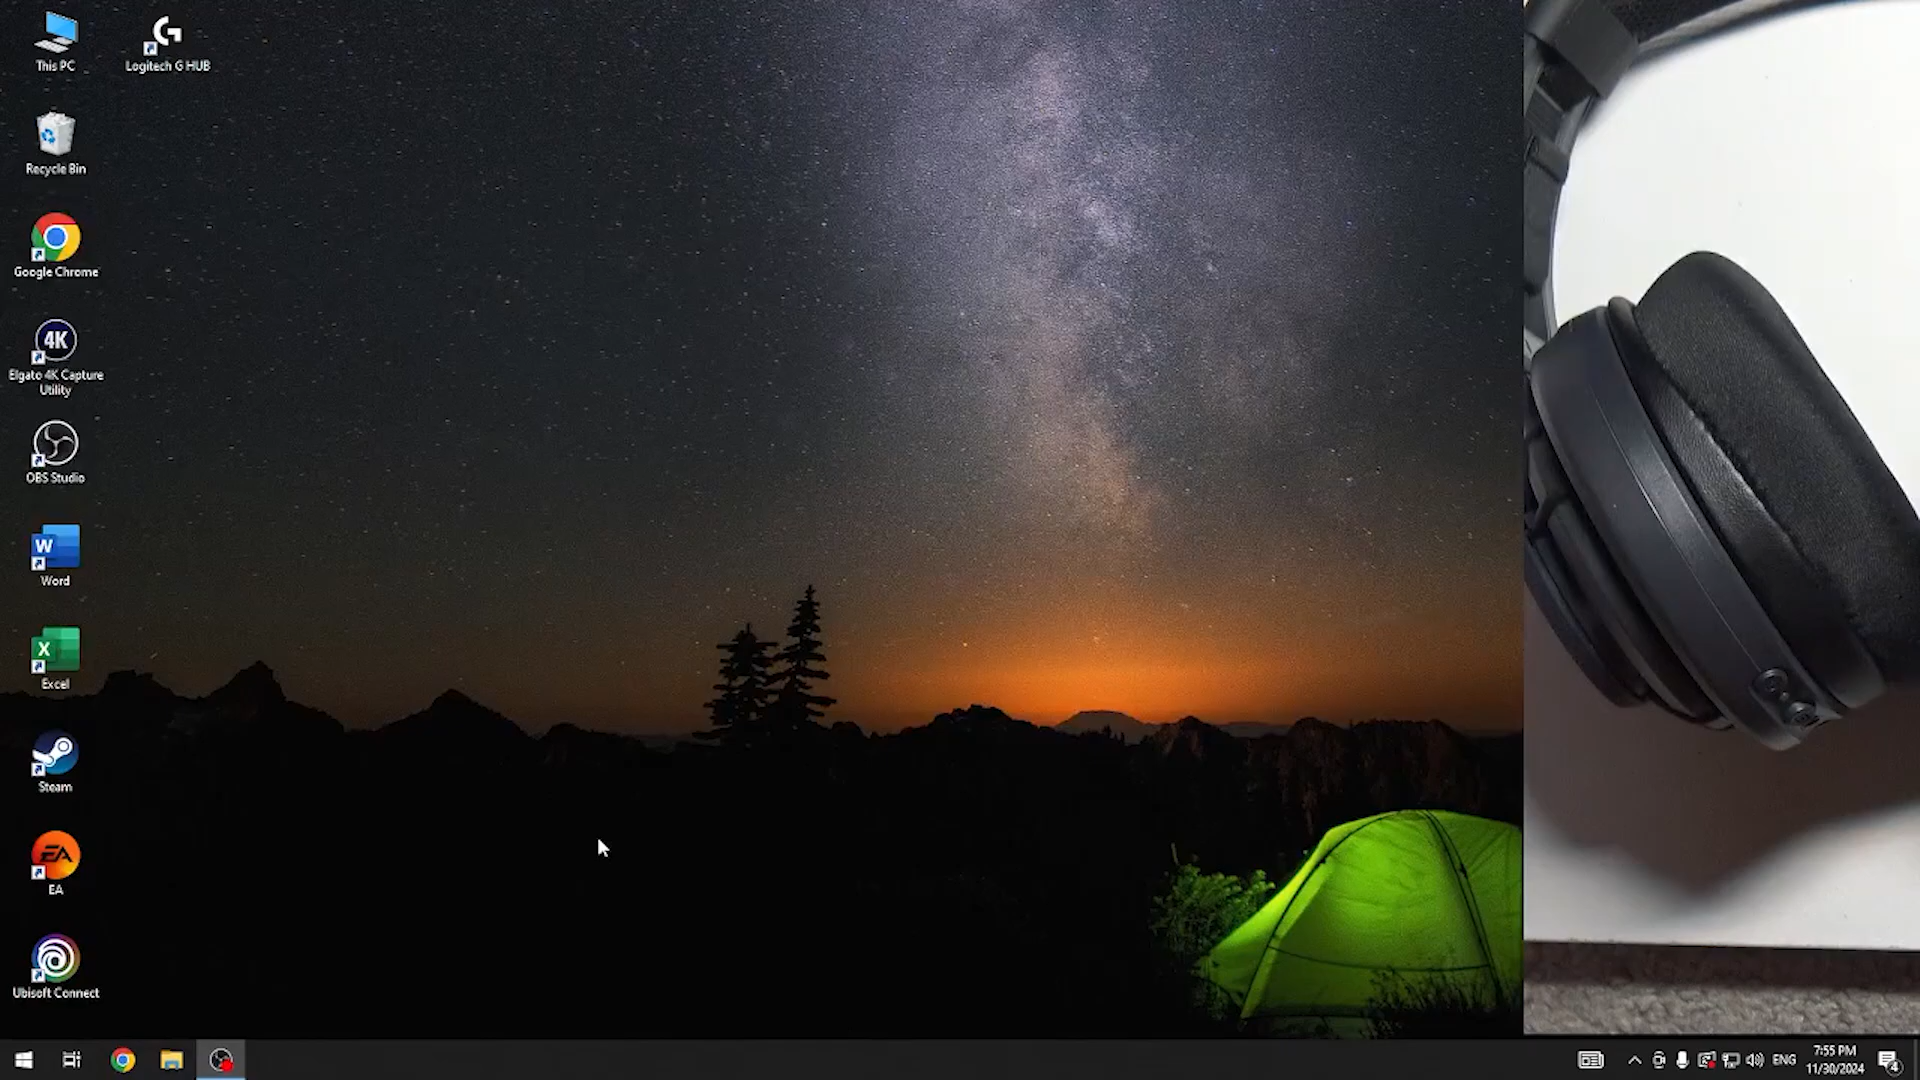 This PC
Logitech G HUB
Recycle Bin
Google Chrome
4K
Elgato 4K Capture
Utility
OBS Studio
W
Word
X
Excel
Steam
EA
EA
Ubisoft Connect
ENG
7:55 PM
11/30/2024
4